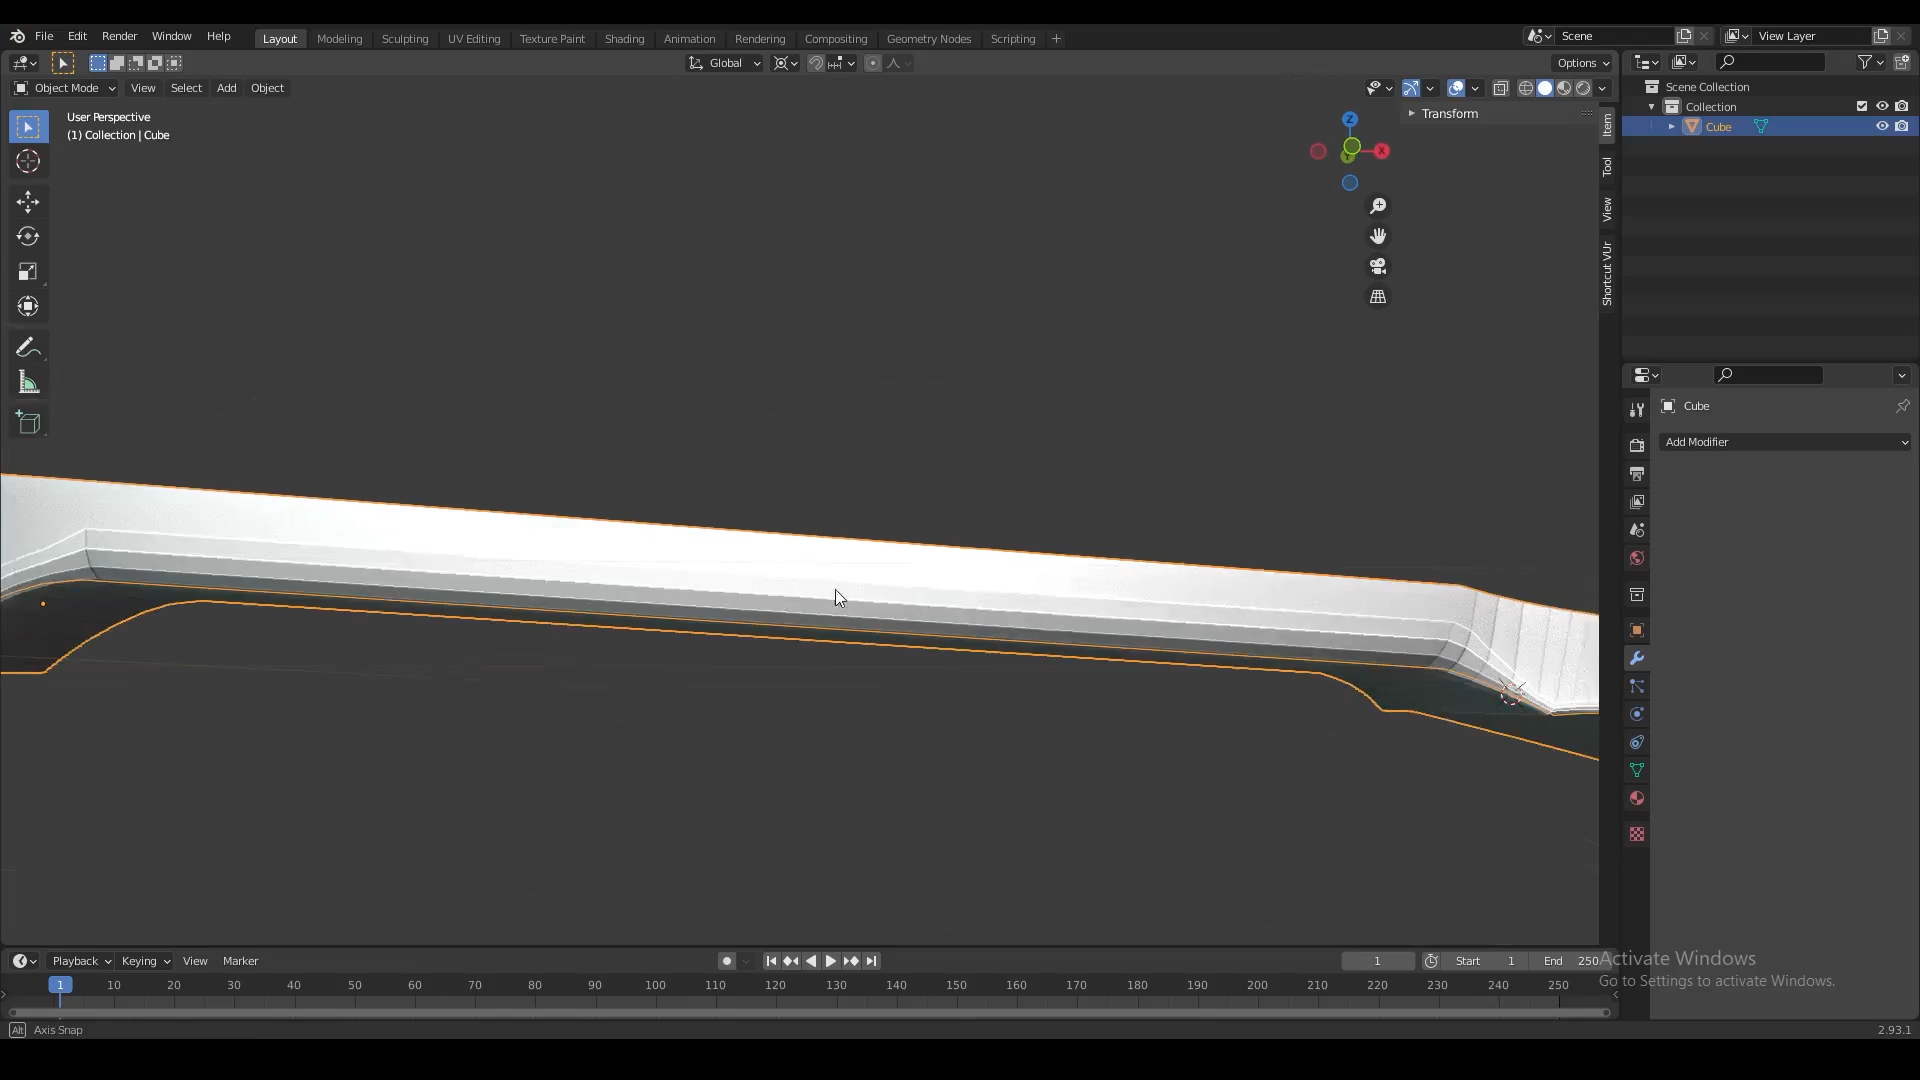 File Edit Render Window Help Layout Modeling Sculpting UV Editing Texture Paint Shading Animation Rendering Compositing Geometry Nodes Scripting + Scene View Layer
Global Options
Object Mode View Select Add Object
Scene Collection
Collection
Cube
User Perspective
(1) Collection | Cube
Transform
Z
X
Y
Item
Tool
View
Shortcut VUr
Cube
Add Modifier
Playback Keying View Marker 1 Start 1 End 250
1 10 20 30 40 50 60 70 80 90 100 110 120 130 140 150 160 170 180 190 200 210 220 230 240 250
Activate Windows
Go to Settings to activate Windows.
Alt Axis Snap 2.93.1